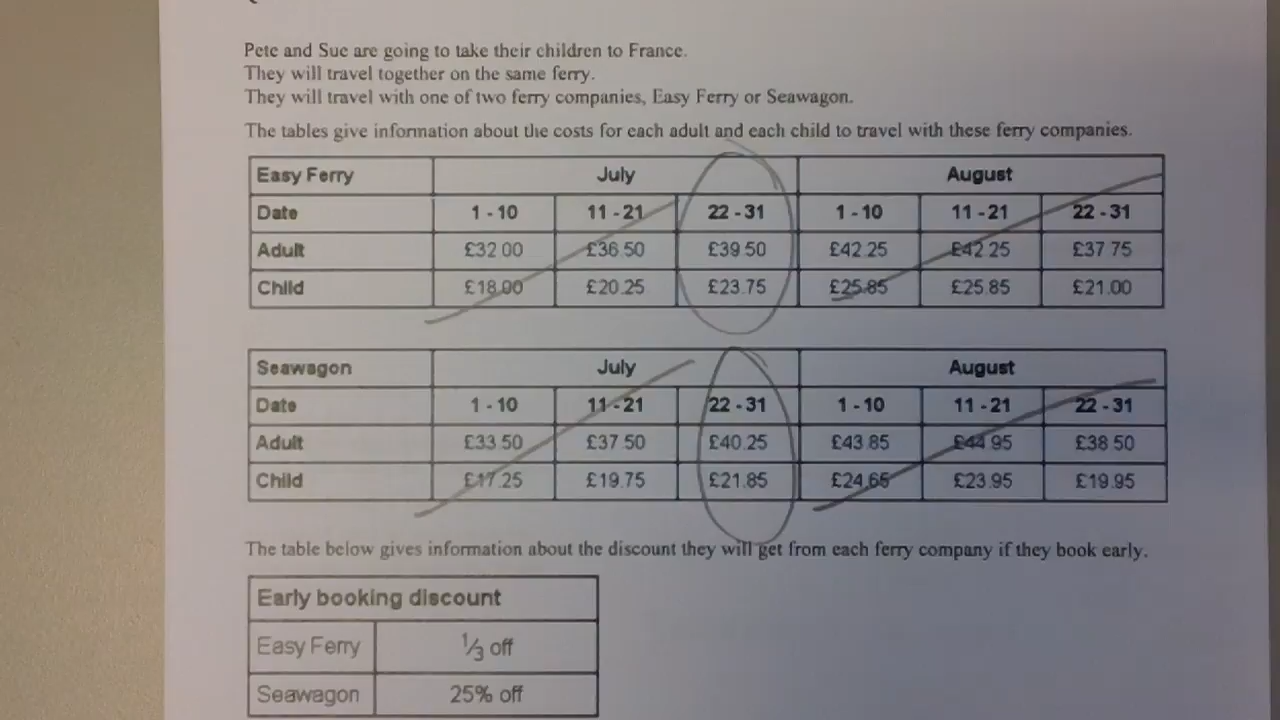 Pete and Sue are going to take their children to France.
They will travel together on the same ferry.
They will travel with one of two ferry companies, Easy Ferry or Seawagon.
The tables give information about the costs for each adult and each child to travel with these ferry companies.
Easy Ferry July August
Date 1 - 10 11 - 21 22 - 31 1 - 10 11 - 21 22 - 31
Adult £32.00 £36.50 £39.50 £42.25 £42.25 £37.75
Child £18.00 £20.25 £23.75 £25.85 £25.85 £21.00
Seawagon July August
Date 1 - 10 11 - 21 22 - 31 1 - 10 11 - 21 22 - 31
Adult £33.50 £37.50 £40.25 £43.85 £44.95 £38.50
Child £17.25 £19.75 £21.85 £24.65 £23.95 £19.95
The table below gives information about the discount they will get from each ferry company if they book early.
Early booking discount
Easy Ferry 1/3 off
Seawagon 25% off